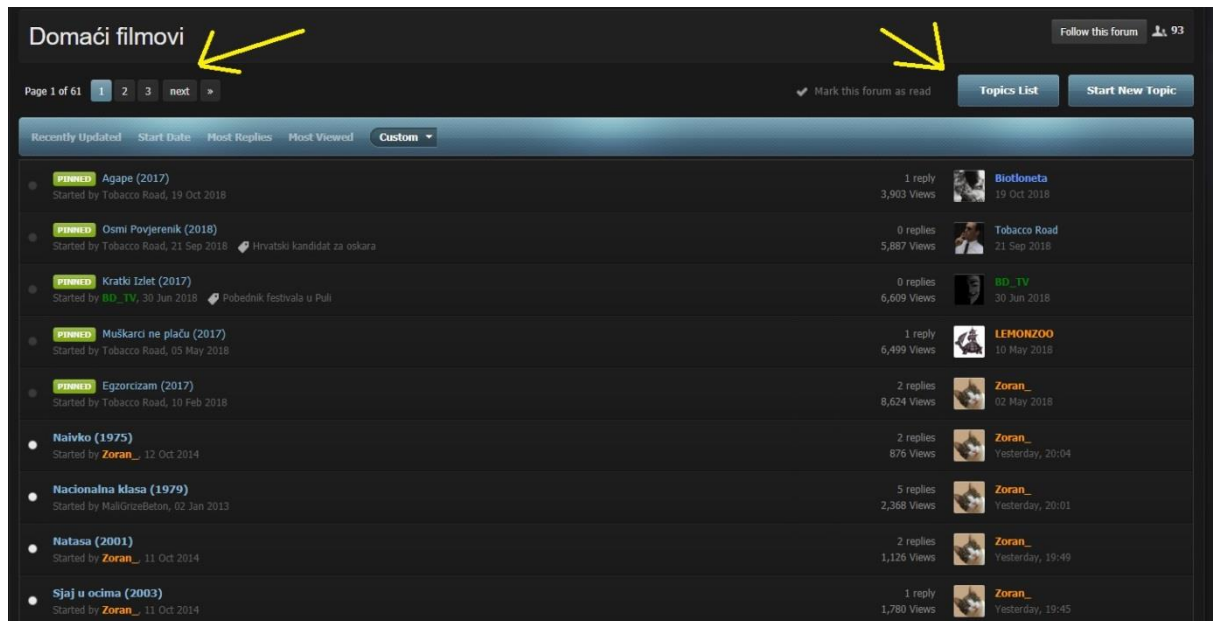 Domaći filmovi
Follow this forum 93
Page 1 of 61 1 2 3 next »
Mark this forum as read Topics List Start New Topic
Recently Updated Start Date Most Replies Most Viewed Custom
PINNED Agape (2017) 1 reply Biotloneta
Started by Tobacco Road, 19 Oct 2018 3,903 Views 19 Oct 2018
PINNED Osmi Povjerenik (2018) 0 replies Tobacco Road
Started by Tobacco Road, 21 Sep 2018 Hrvatski kandidat za oskara 5,887 Views 21 Sep 2018
PINNED Kratki Izlet (2017) 0 replies BD_TV
Started by BD_TV, 30 Jun 2018 Pobednik festivala u Puli 6,609 Views 30 Jun 2018
PINNED Muškarci ne plaču (2017) 1 reply LEMONZOO
Started by Tobacco Road, 05 May 2018 6,499 Views 10 May 2018
PINNED Egzorcizam (2017) 2 replies Zoran_
Started by Tobacco Road, 10 Feb 2018 8,624 Views 02 May 2018
Naivko (1975) 2 replies Zoran_
Started by Zoran_, 12 Oct 2014 876 Views Yesterday, 20:04
Nacionalna klasa (1979) 5 replies Zoran_
Started by MaliGrizeBeton, 02 Jan 2013 2,368 Views Yesterday, 20:01
Natasa (2001) 2 replies Zoran_
Started by Zoran_, 11 Oct 2014 1,126 Views Yesterday, 19:49
Sjaj u ocima (2003) 1 reply Zoran_
Started by Zoran_, 11 Oct 2014 1,780 Views Yesterday, 19:45